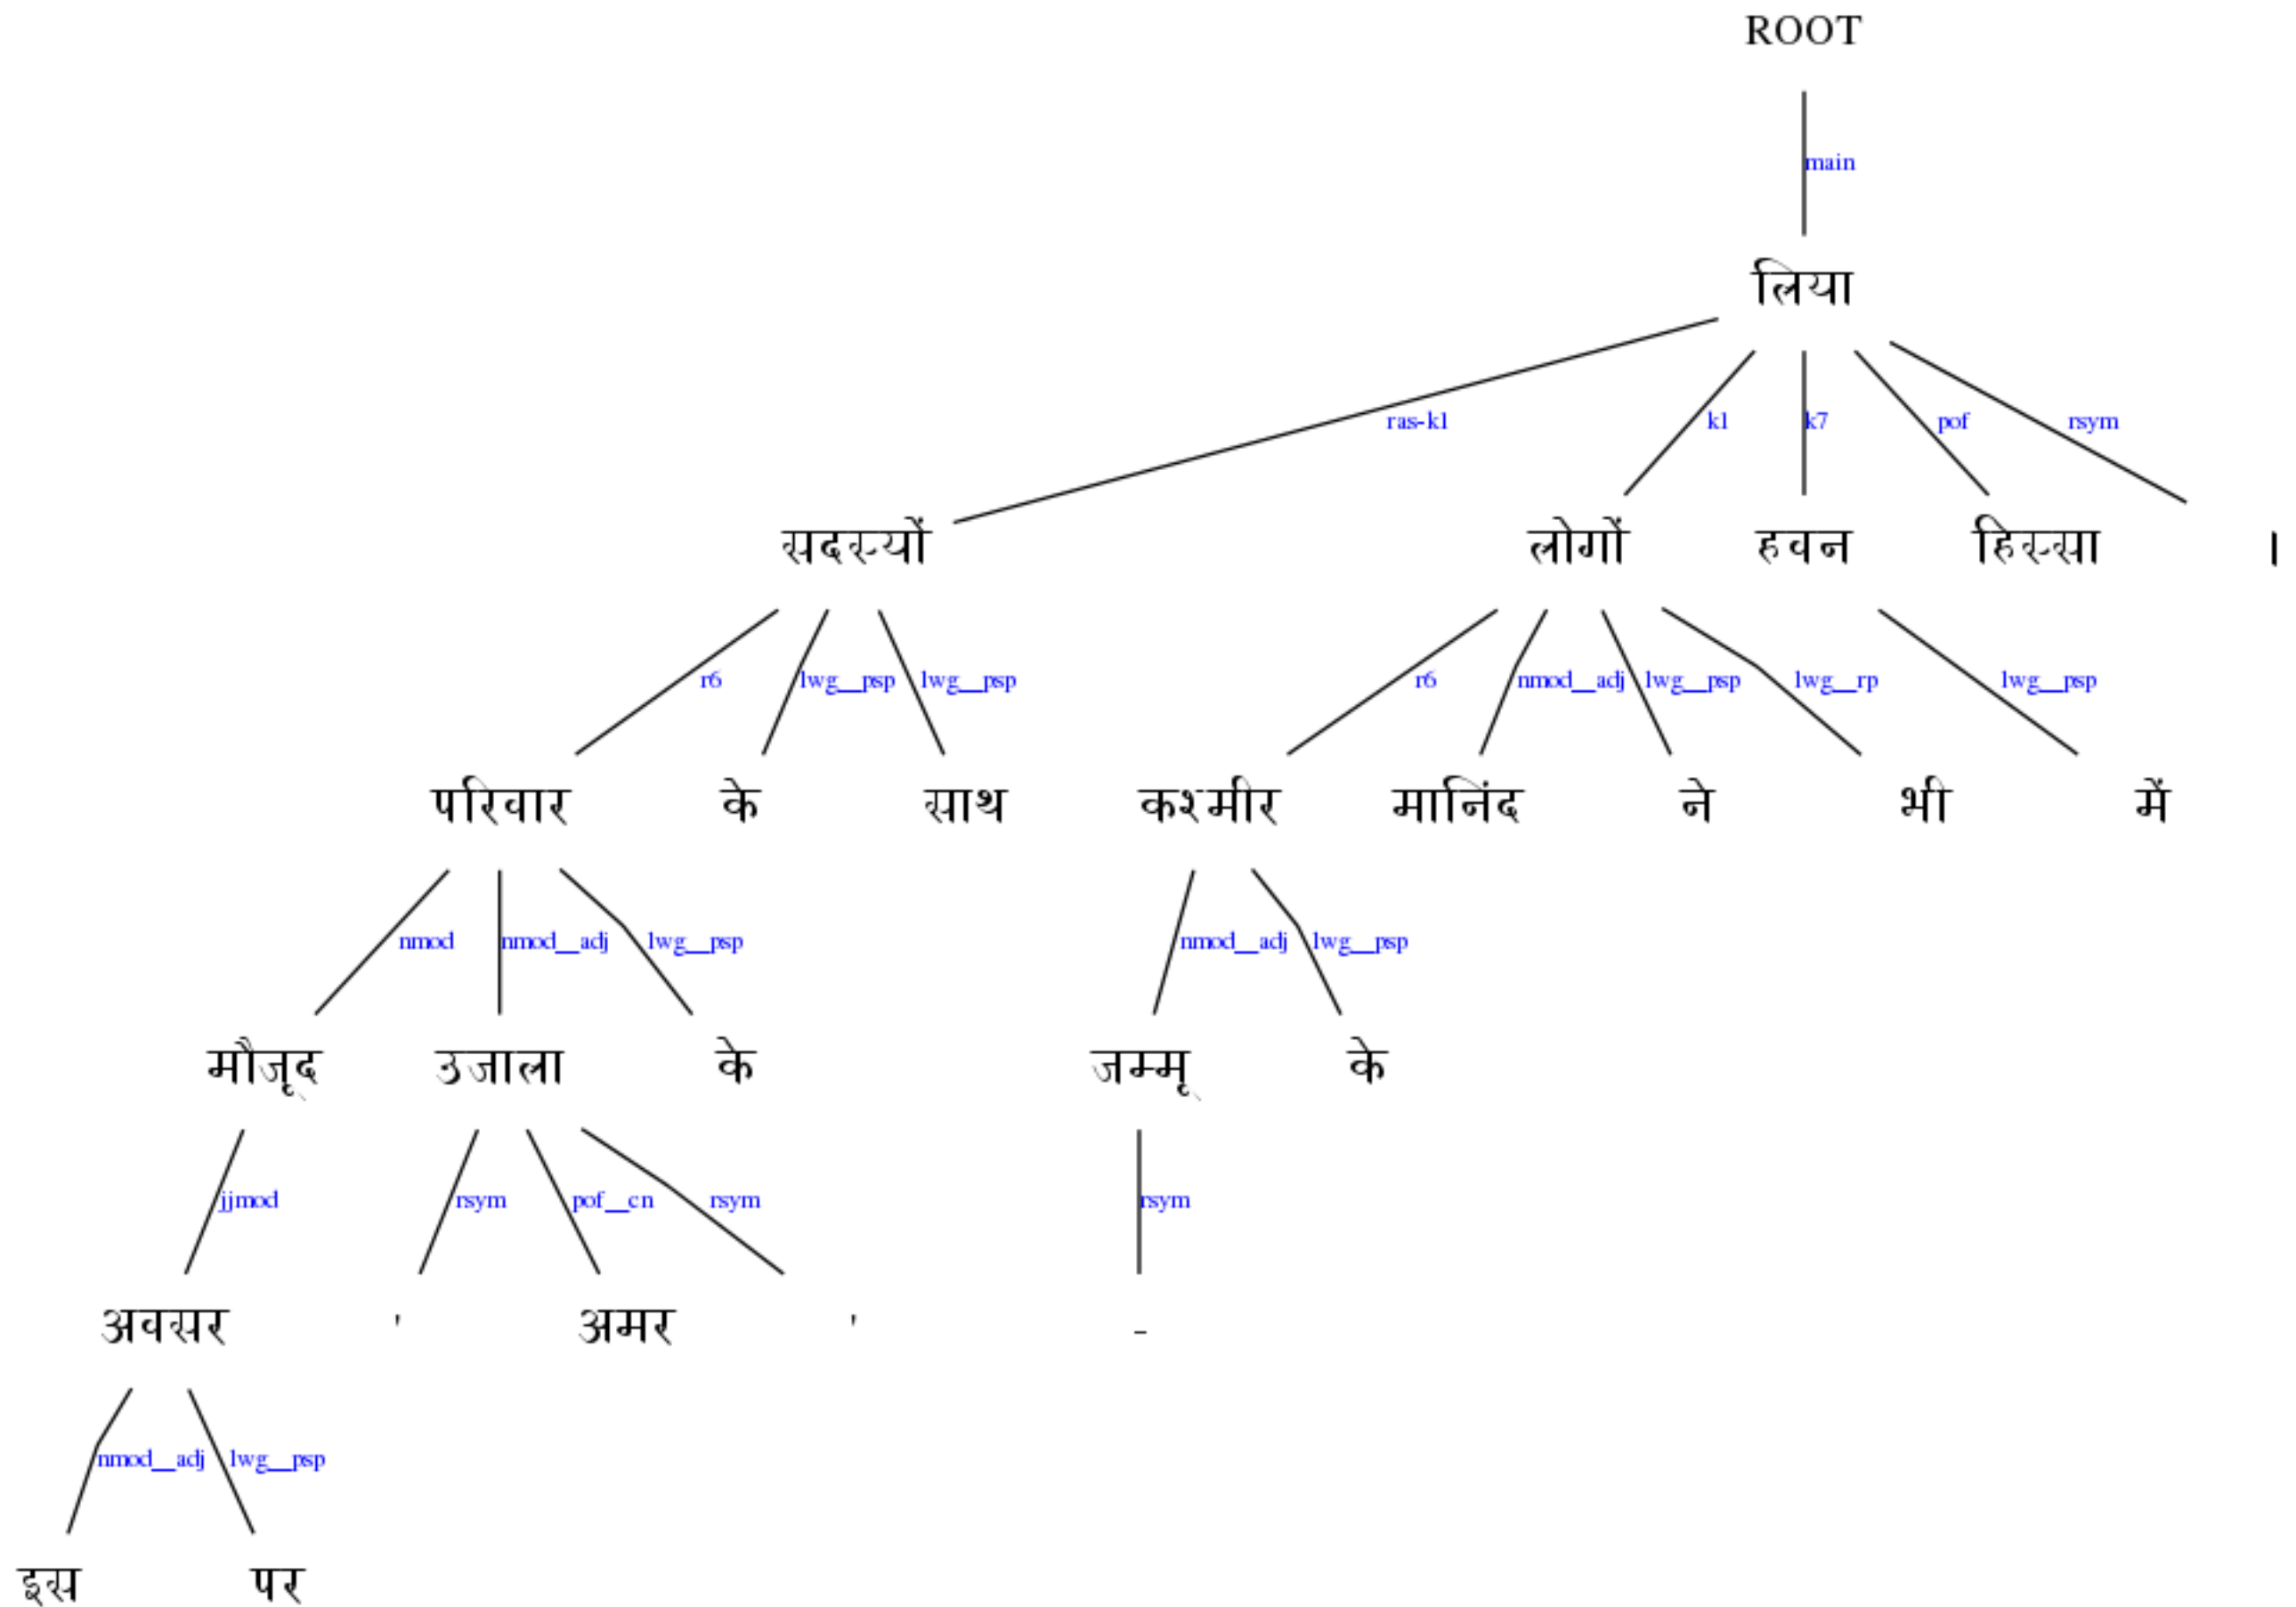 ROOT
main
लिया
ras-k1 k1 k7 pof rsym
सदस्यों लोगों हवन हिस्सा ।
r6 lwg__psp lwg__psp r6 nmod__adj lwg__psp lwg__rp lwg__psp
परिवार के साथ कश्मीर मानिंद ने भी में
nmod nmod__adj lwg__psp nmod__adj lwg__psp
मौजूद उजाला के जम्मू के
jjmod rsym pof__cn rsym rsym
अवसर ' अमर ' -
nmod__adj lwg__psp
इस पर